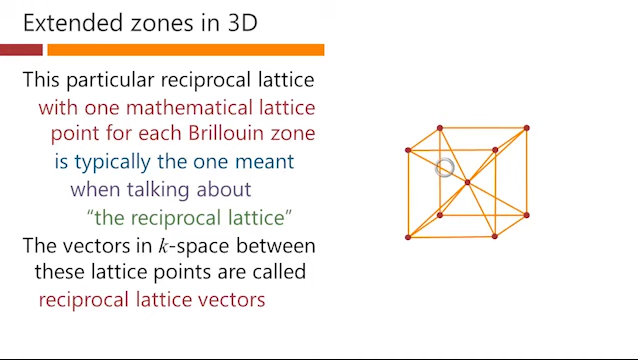 Extended zones in 3D
This particular reciprocal lattice
with one mathematical lattice
point for each Brillouin zone
is typically the one meant
when talking about
“the reciprocal lattice”
The vectors in k-space between
these lattice points are called
reciprocal lattice vectors